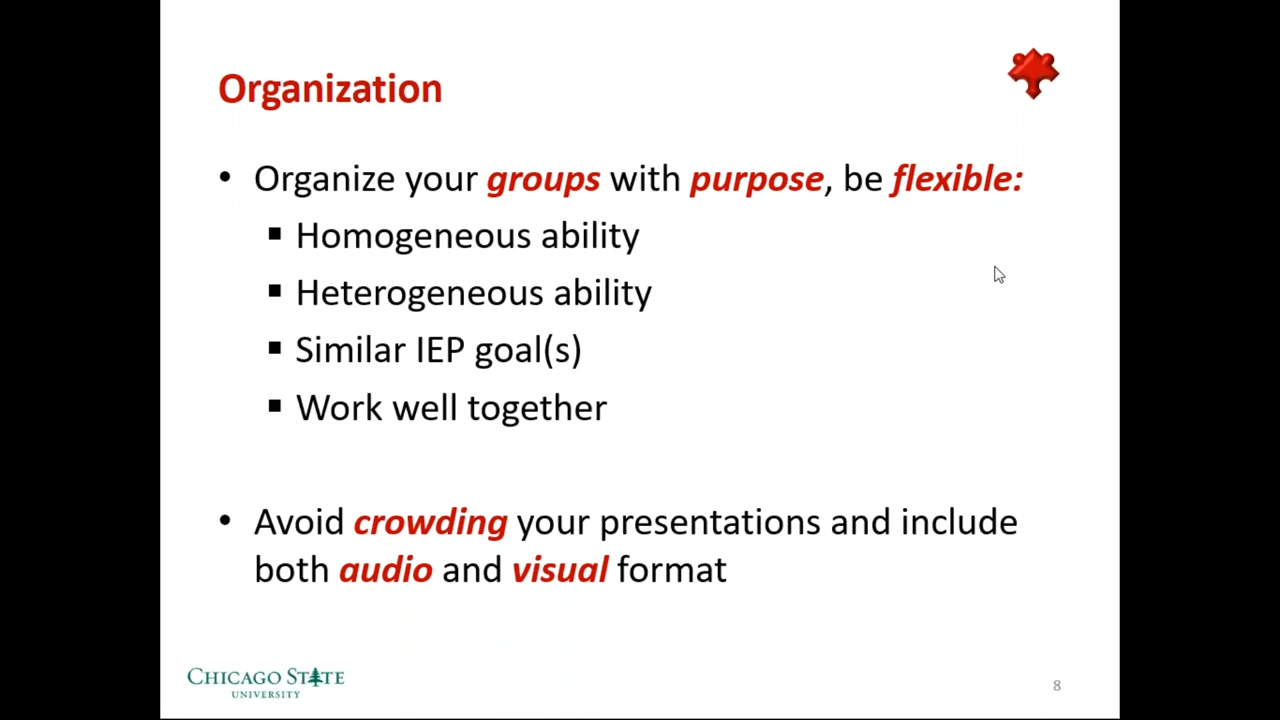 Organization
• Organize your groups with purpose, be flexible:
▪ Homogeneous ability
▪ Heterogeneous ability
▪ Similar IEP goal(s)
▪ Work well together
• Avoid crowding your presentations and include
both audio and visual format
CHICAGO STATE
UNIVERSITY
8